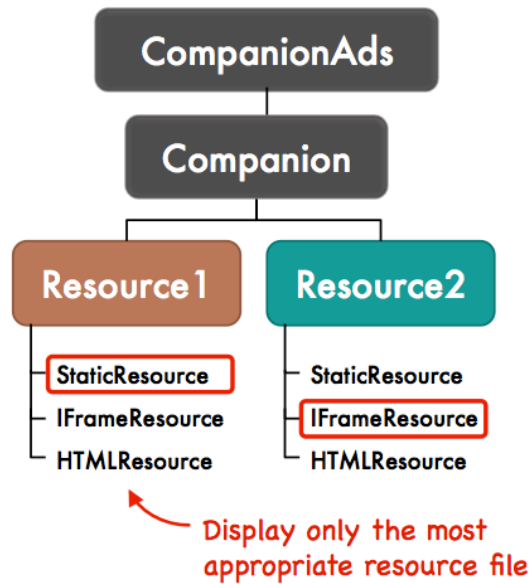 CompanionAds
Companion
Resource1
Resource2
StaticResource
IFrameResource
HTMLResource
StaticResource
IFrameResource
HTMLResource
Display only the most
appropriate resource file